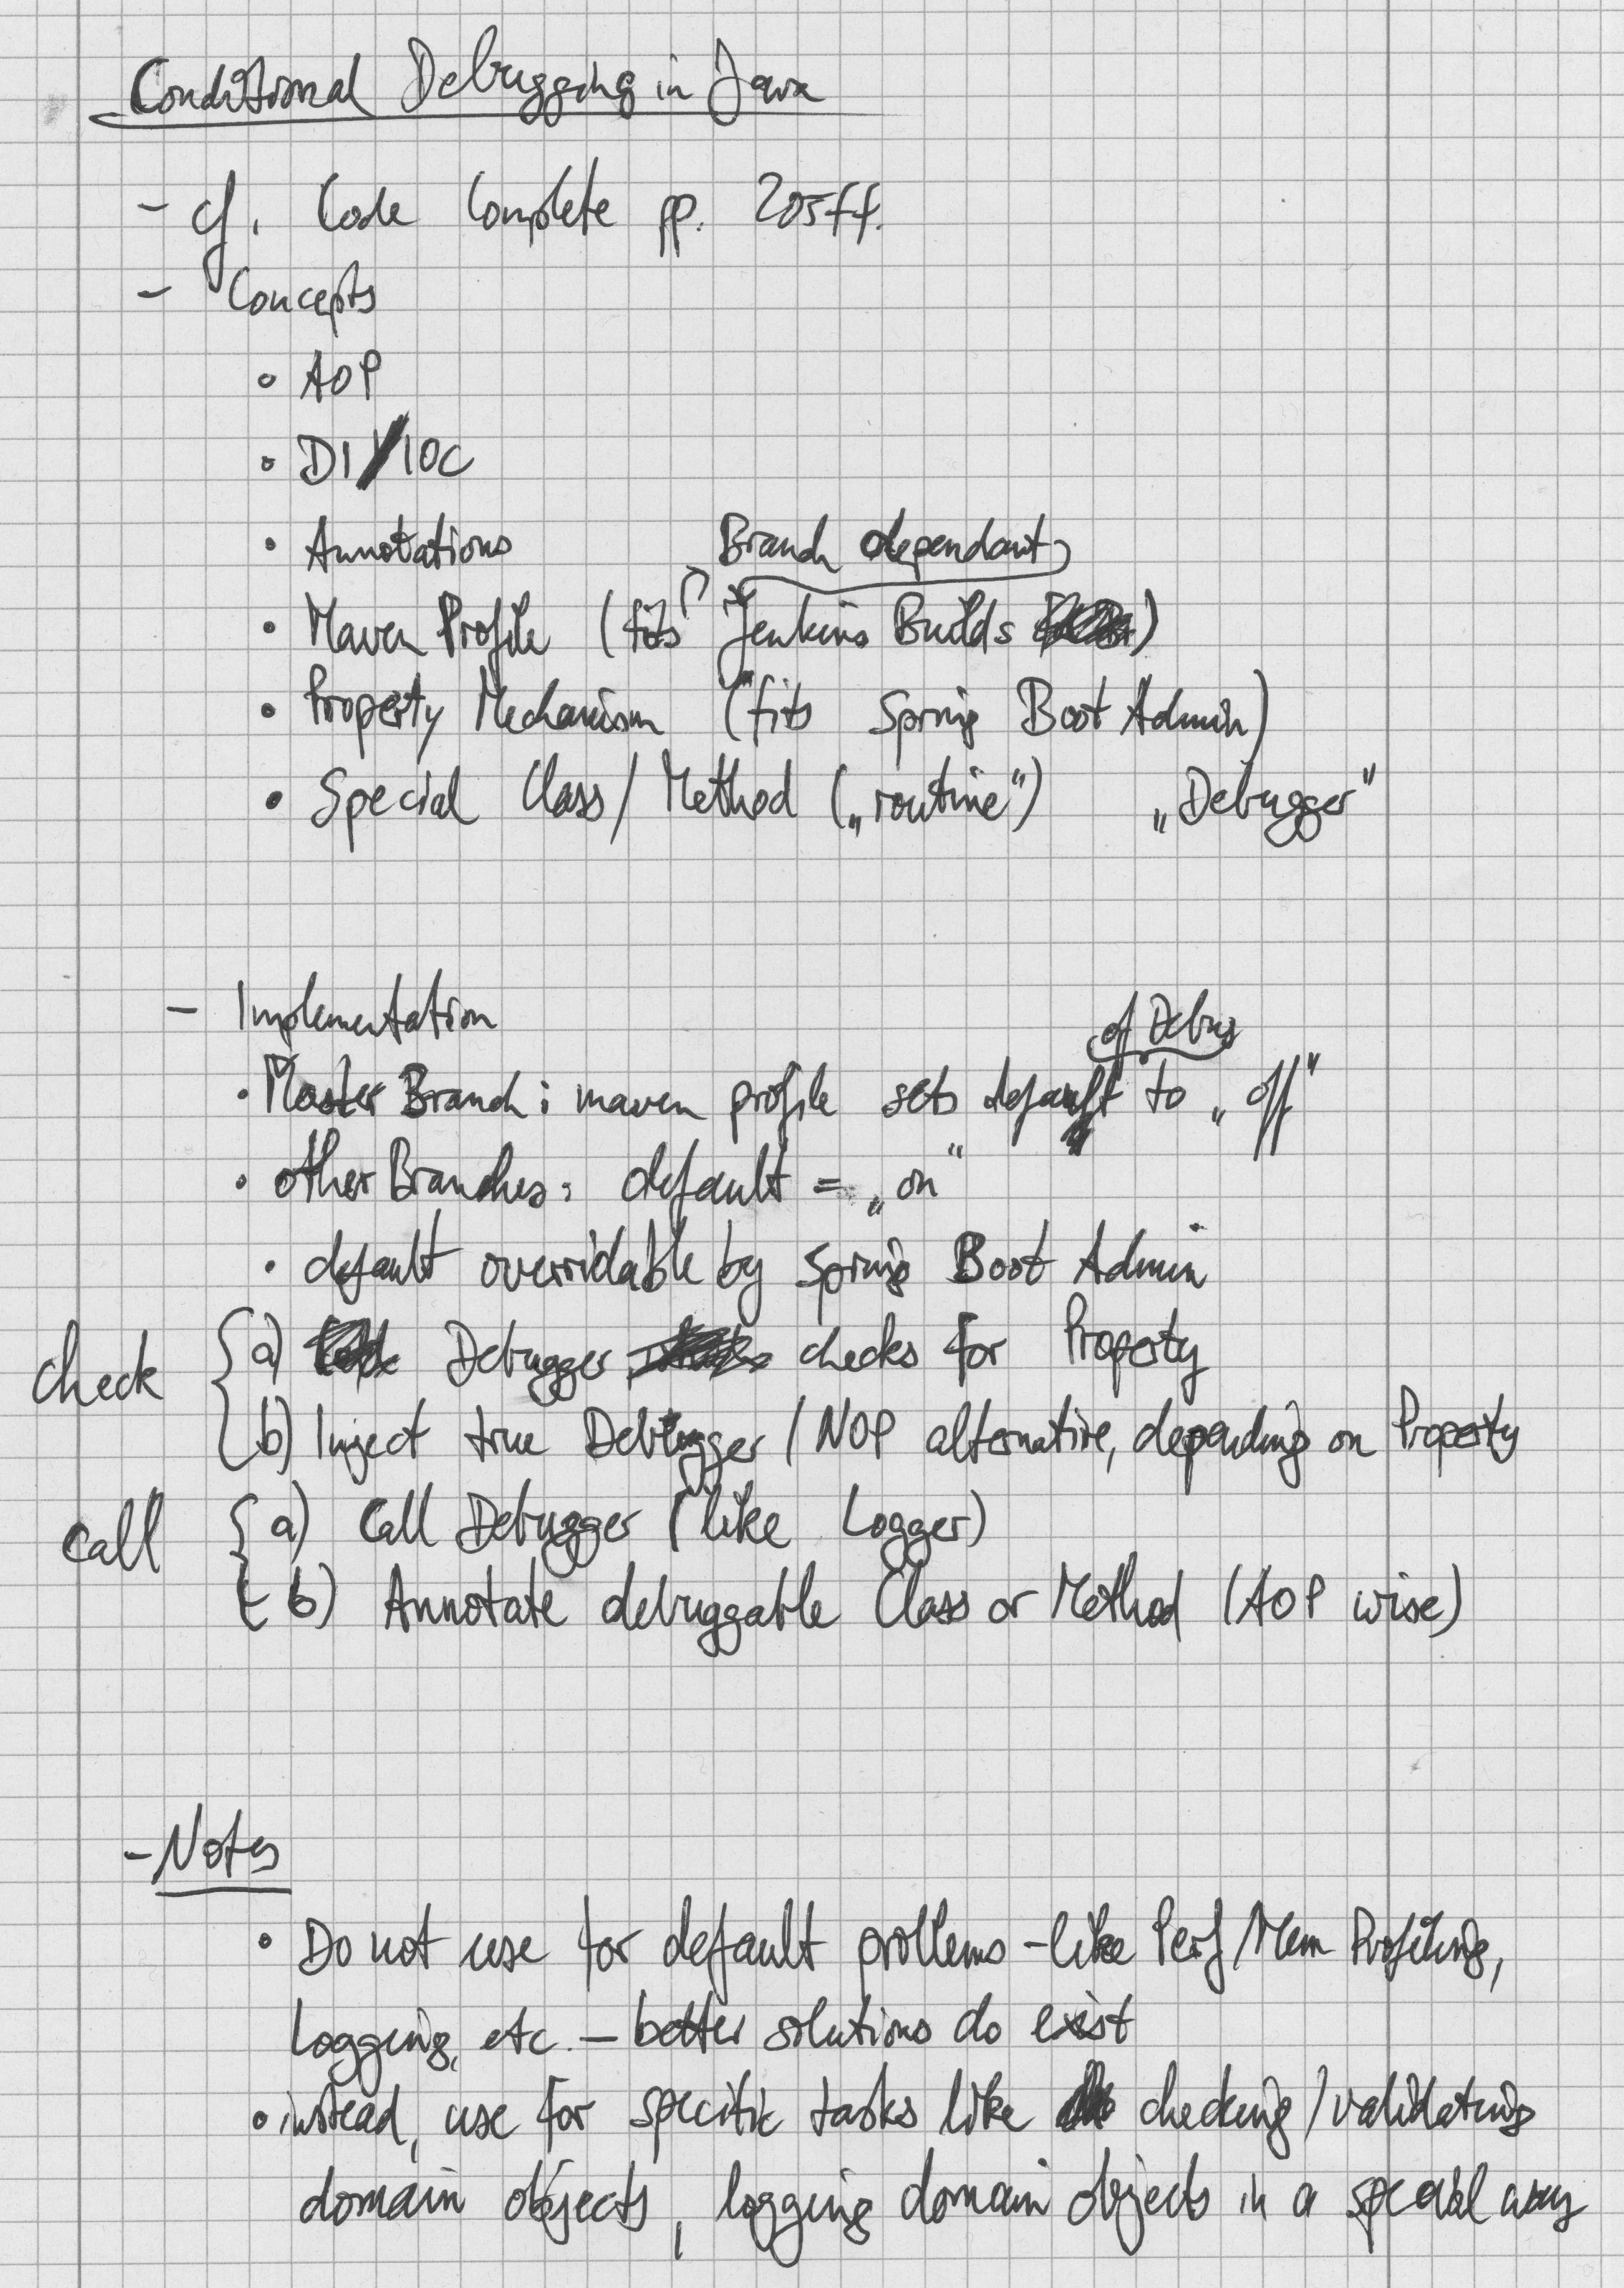 Conditional Debugging in Java
- cf. Code Complete pp. 205ff.
- Concepts
• AOP
• DI/IOC
• Annotations
Branch dependant
• Maven Profile (fits Jenkins Builds)
• Property Mechanism (fits Spring Boot Admin)
• Special Class/Method („routine“) „Debugger“
- Implementation
of Debug
• Master Branch: maven profile sets default to „off“
• other Branches: default = „on“
• default overridable by Spring Boot Admin
check { a) Debugger checks for Property
b) Inject true Debugger / NOP alternative, depending on Property
call { a) Call Debugger (like Logger)
b) Annotate debuggable Class or Method (AOP wise)
- Notes
• Do not use for default problems - like Perf/Mem Profiling,
Logging, etc. — better solutions do exist
• instead, use for specific tasks like checking/validating
domain objects, logging domain objects in a special way